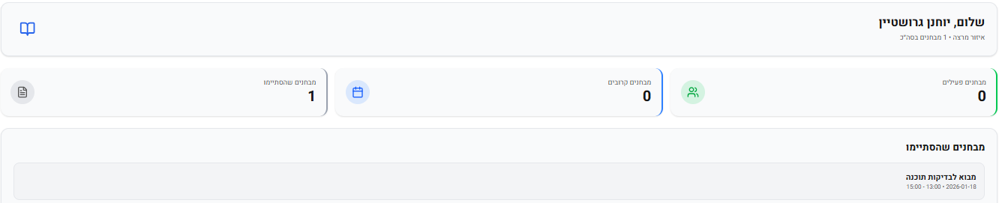 שלום, יוחנן גרושטיין
איזור מרצה • 1 מבחנים בסה״כ
מבחנים פעילים
0
מבחנים קרובים
0
מבחנים שהסתיימו
1
מבחנים שהסתיימו
מבוא לבדיקות תוכנה
2026-01-18 • 13:00 - 15:00